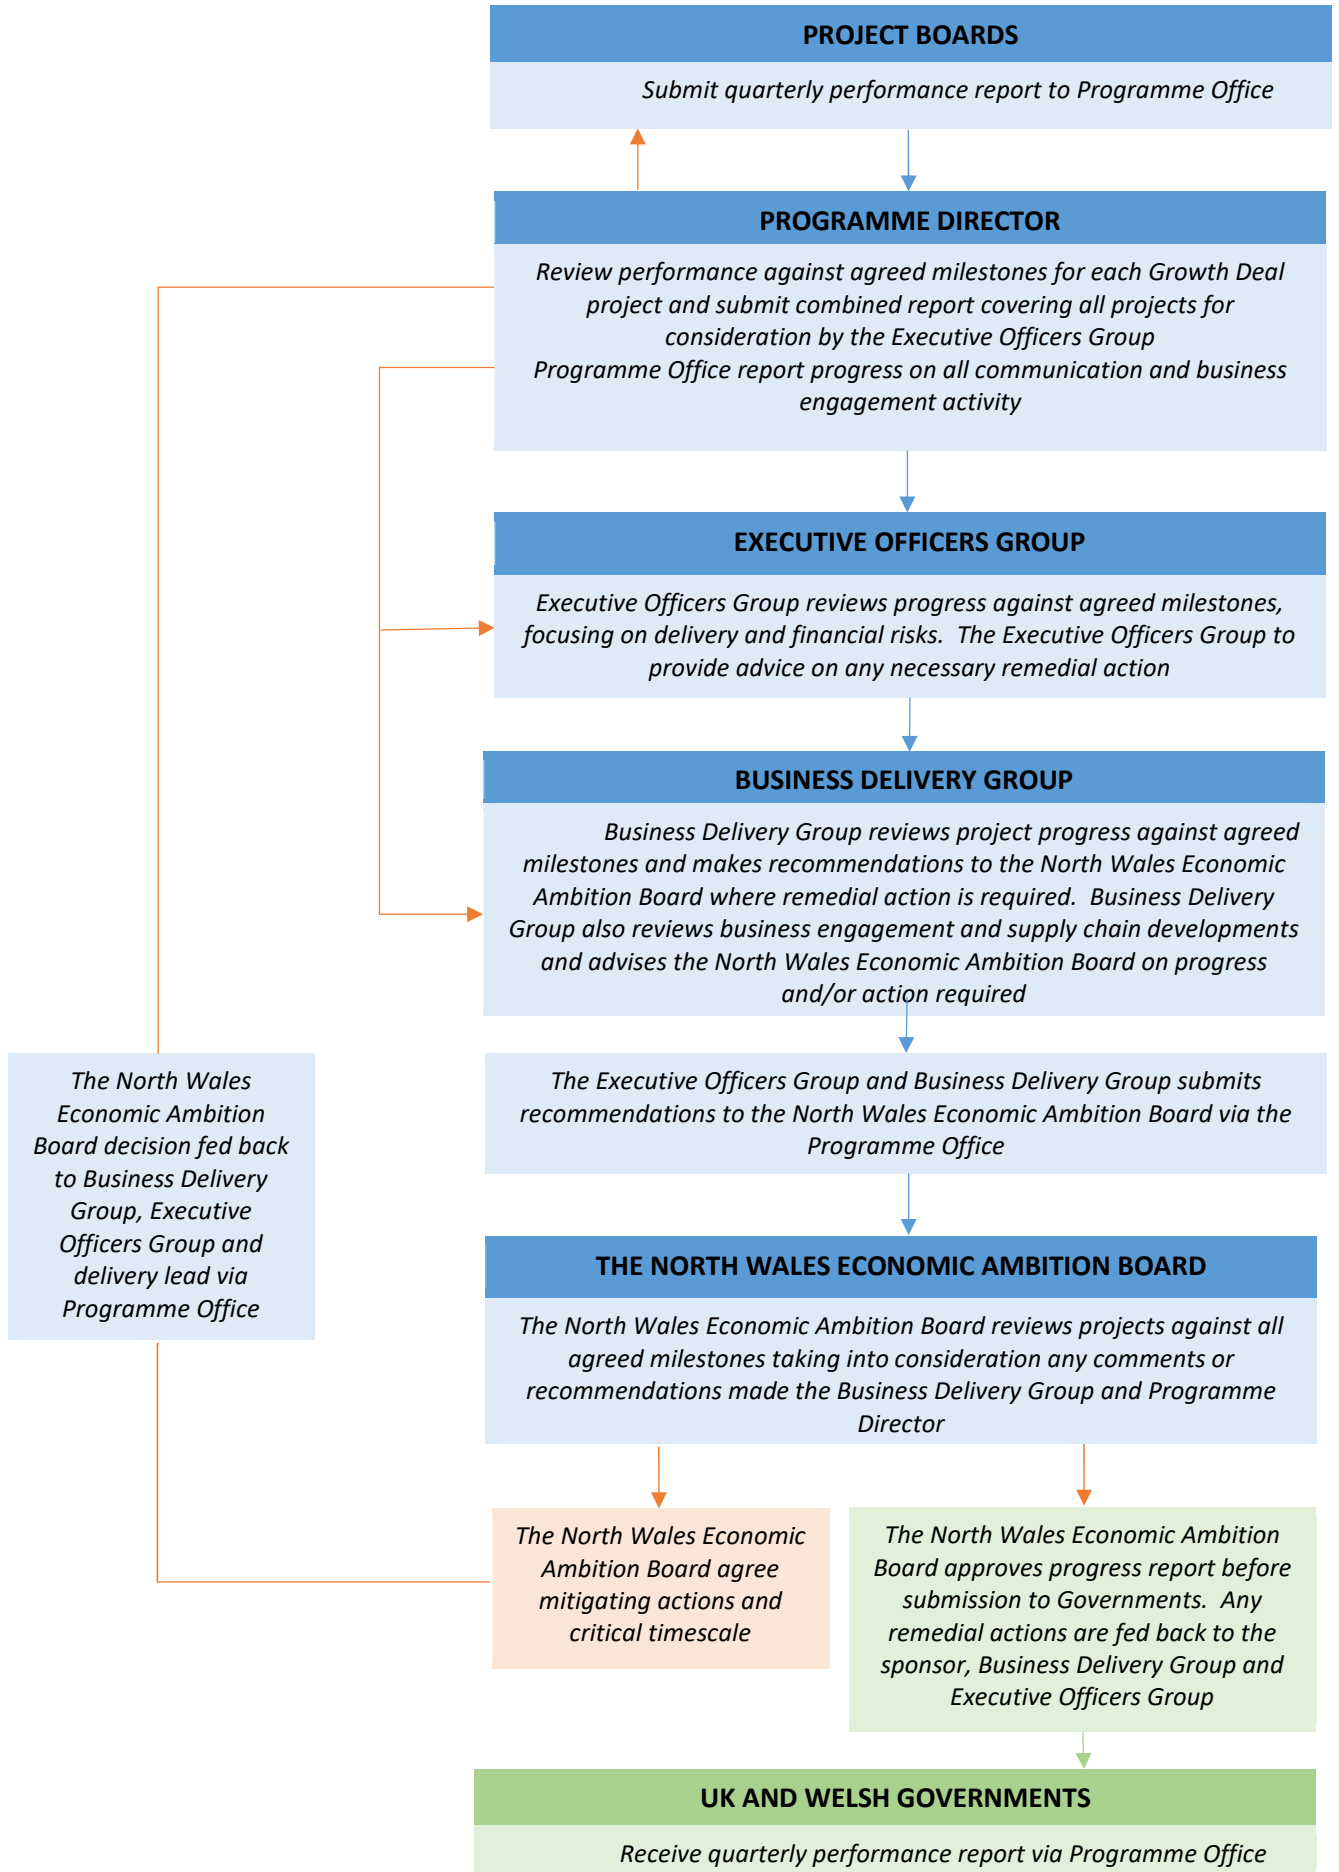 PROJECT BOARDS
Submit quarterly performance report to Programme Office
PROGRAMME DIRECTOR
Review performance against agreed milestones for each Growth Deal
project and submit combined report covering all projects for
consideration by the Executive Officers Group
Programme Office report progress on all communication and business
engagement activity
EXECUTIVE OFFICERS GROUP
Executive Officers Group reviews progress against agreed milestones,
focusing on delivery and financial risks. The Executive Officers Group to
provide advice on any necessary remedial action
BUSINESS DELIVERY GROUP
Business Delivery Group reviews project progress against agreed
milestones and makes recommendations to the North Wales Economic
Ambition Board where remedial action is required. Business Delivery
Group also reviews business engagement and supply chain developments
and advises the North Wales Economic Ambition Board on progress
and/or action required
The Executive Officers Group and Business Delivery Group submits
recommendations to the North Wales Economic Ambition Board via the
Programme Office
The North Wales
Economic Ambition
Board decision fed back
to Business Delivery
Group, Executive
Officers Group and
delivery lead via
Programme Office
THE NORTH WALES ECONOMIC AMBITION BOARD
The North Wales Economic Ambition Board reviews projects against all
agreed milestones taking into consideration any comments or
recommendations made the Business Delivery Group and Programme
Director
The North Wales Economic
Ambition Board agree
mitigating actions and
critical timescale
The North Wales Economic Ambition
Board approves progress report before
submission to Governments. Any
remedial actions are fed back to the
sponsor, Business Delivery Group and
Executive Officers Group
UK AND WELSH GOVERNMENTS
Receive quarterly performance report via Programme Office